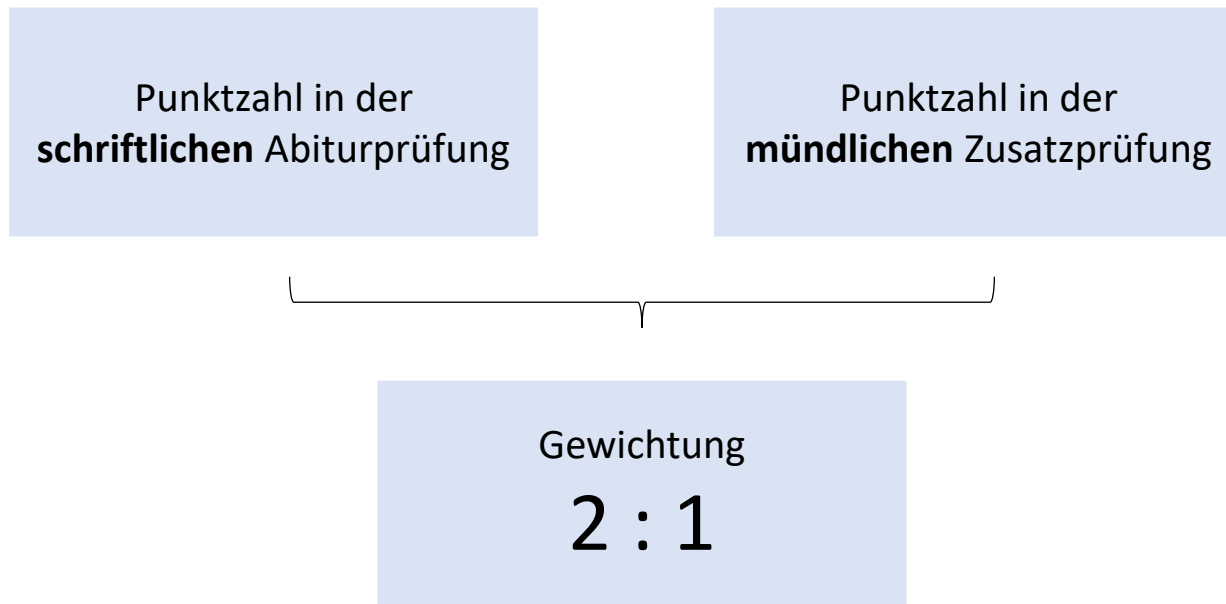 Punktzahl in der
schriftlichen Abiturprüfung
Punktzahl in der
mündlichen Zusatzprüfung
Gewichtung
2 : 1